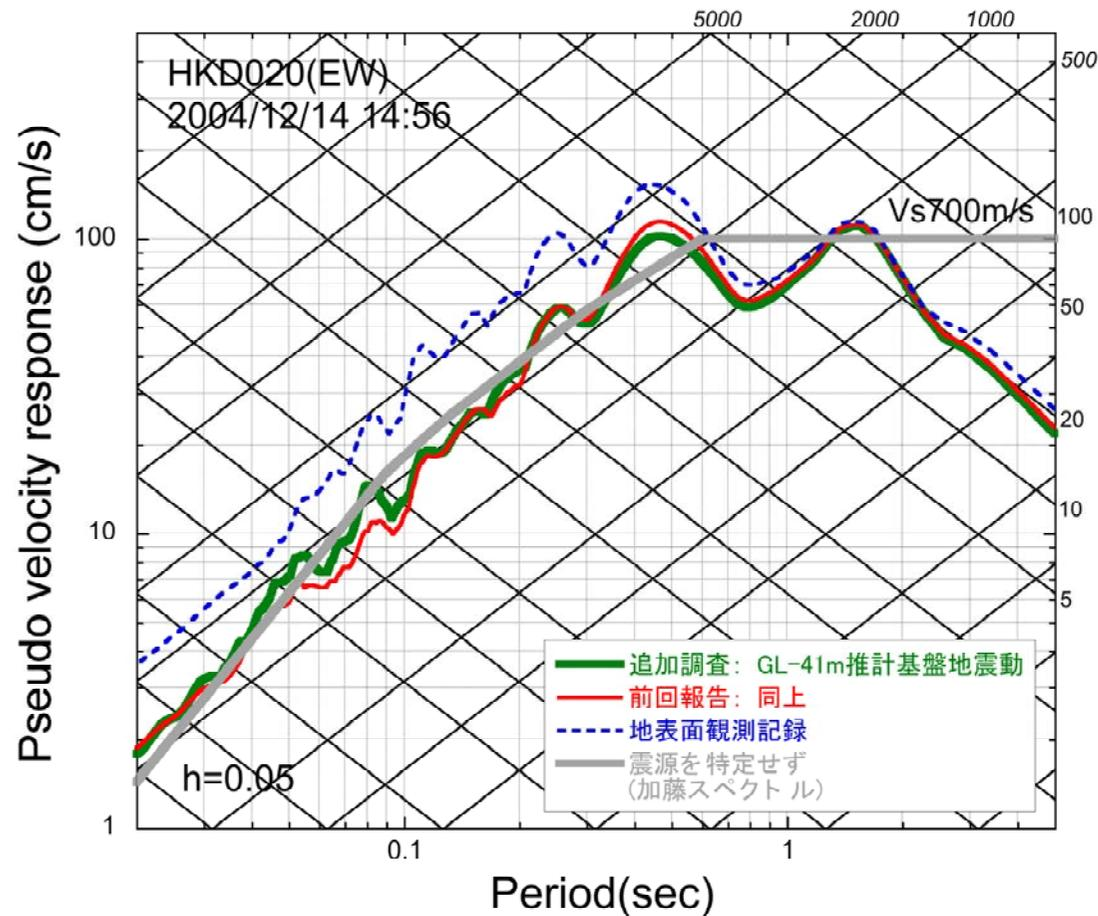 5000 2000 1000
HKD020(EW)
2004/12/14 14:56
500
Vs700m/s
100
50
20
10
5
Pseudo velocity response (cm/s)
100
10
1
h=0.05
追加調査: GL-41m推計基盤地震動
前回報告: 同上
地表面観測記録
震源を特定せず
(加藤スペクトル)
0.1 1
Period(sec)